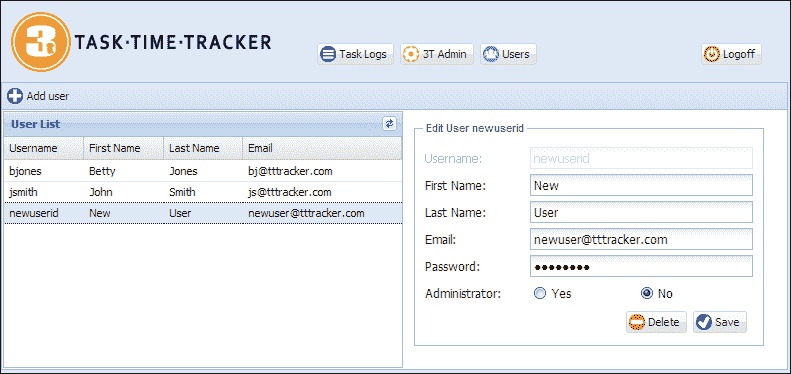 3 TASK·TIME·TRACKER
Task Logs 3T Admin Users Logoff
Add user
User List
Username First Name Last Name Email
bjones Betty Jones bj@tttracker.com
jsmith John Smith js@tttracker.com
newuserid New User newuser@tttracker.com
Edit User newuserid
Username: newuserid
First Name: New
Last Name: User
Email: newuser@tttracker.com
Password: ●●●●●●●●
Administrator: Yes No
Delete Save